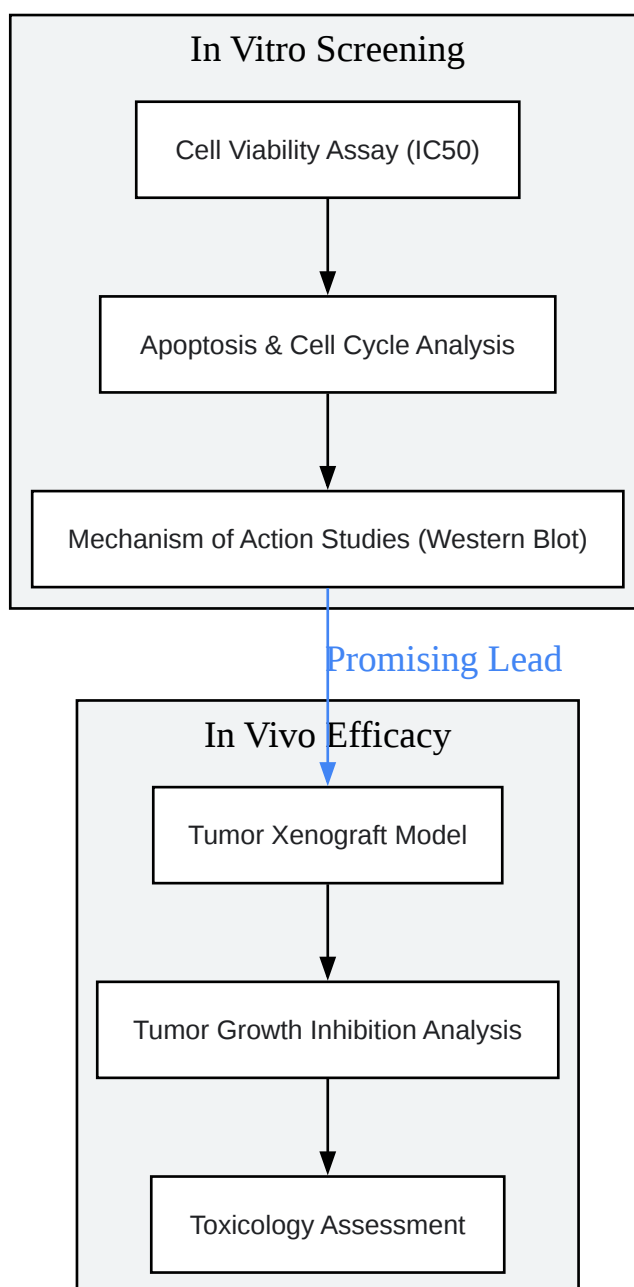 In Vitro Screening
Cell Viability Assay (IC50)
Apoptosis & Cell Cycle Analysis
Mechanism of Action Studies (Western Blot)
Promising Lead
In Vivo Efficacy
Tumor Xenograft Model
Tumor Growth Inhibition Analysis
Toxicology Assessment